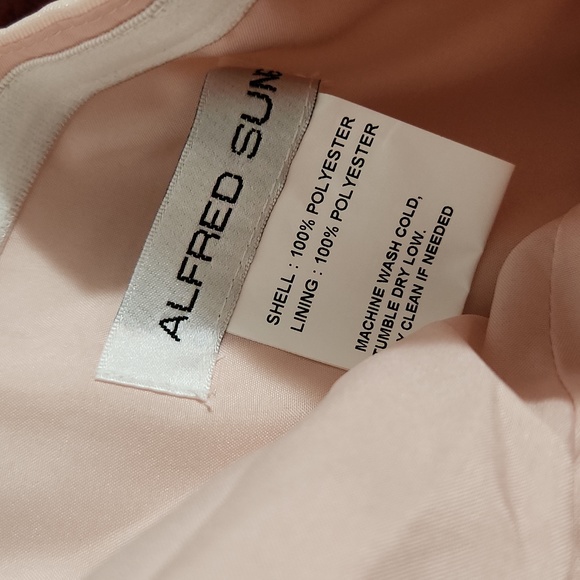 ALFRED SUN
SHELL : 100% POLYESTER
LINING : 100% POLYESTER
MACHINE WASH COLD,
TUMBLE DRY LOW.
CLEAN IF NEEDED